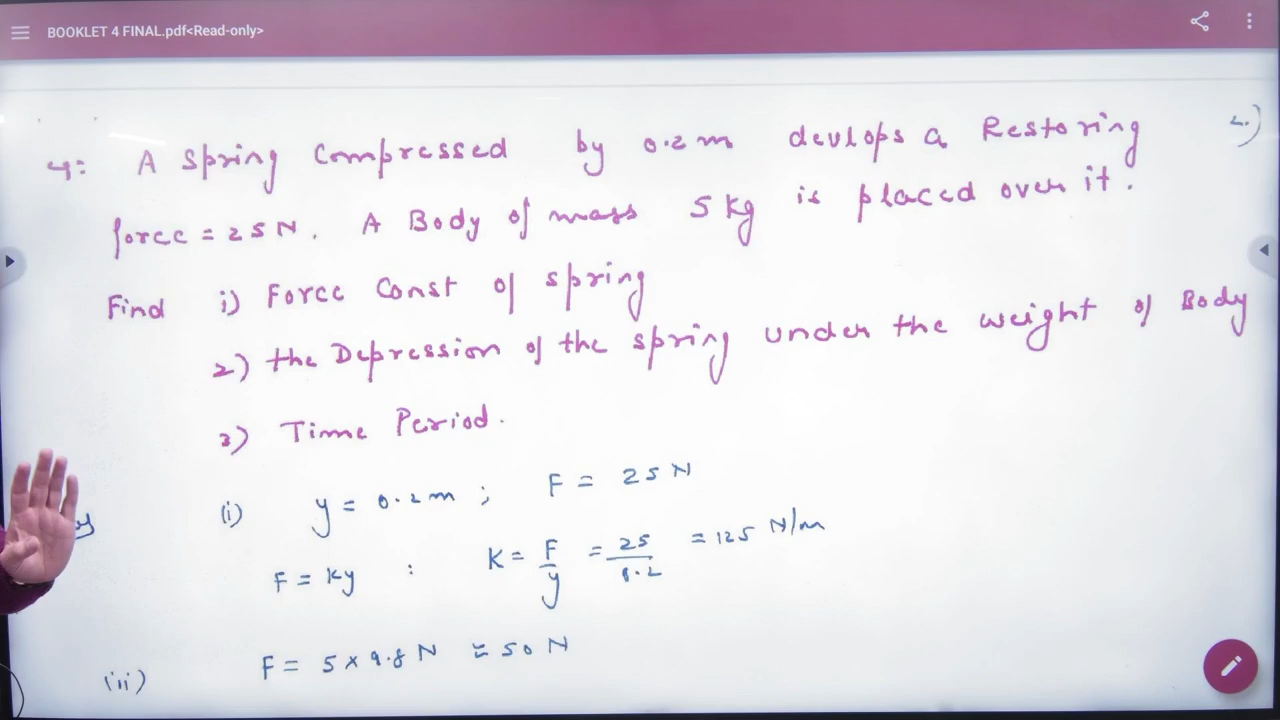 BOOKLET 4 FINAL.pdf<Read-only>
4: A Spring Compressed by 0.2 m devlops a Restoring
force = 25 N. A Body of mass 5 kg is placed over it.
Find i) Force Const of spring
2) the Depression of the spring under the weight of Body
3) Time Period.
(i) y = 0.2 m ; F = 25 N
F = Ky : K = F/y = 25/0.2 = 125 N/m
(ii) F = 5 × 9.8 N ≈ 50 N